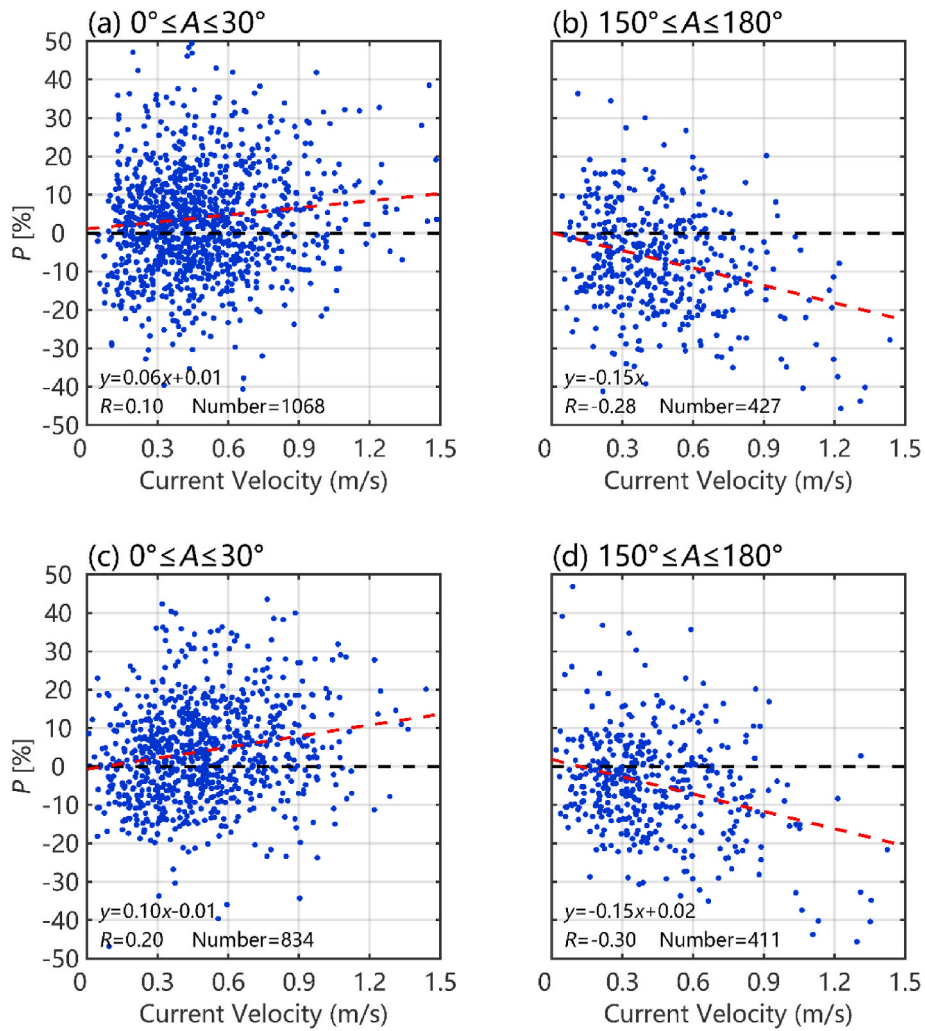 (a) 0°≤A≤30°
50
40
30
20
10
0
-10
-20
-30
-40
-50
P [%]
y=0.06x+0.01
R=0.10 Number=1068
0 0.3 0.6 0.9 1.2 1.5
Current Velocity (m/s)
(b) 150°≤A≤180°
y=-0.15x
R=-0.28 Number=427
0 0.3 0.6 0.9 1.2 1.5
Current Velocity (m/s)
(c) 0°≤A≤30°
50
40
30
20
10
0
-10
-20
-30
-40
-50
P [%]
y=0.10x-0.01
R=0.20 Number=834
0 0.3 0.6 0.9 1.2 1.5
Current Velocity (m/s)
(d) 150°≤A≤180°
y=-0.15x+0.02
R=-0.30 Number=411
0 0.3 0.6 0.9 1.2 1.5
Current Velocity (m/s)